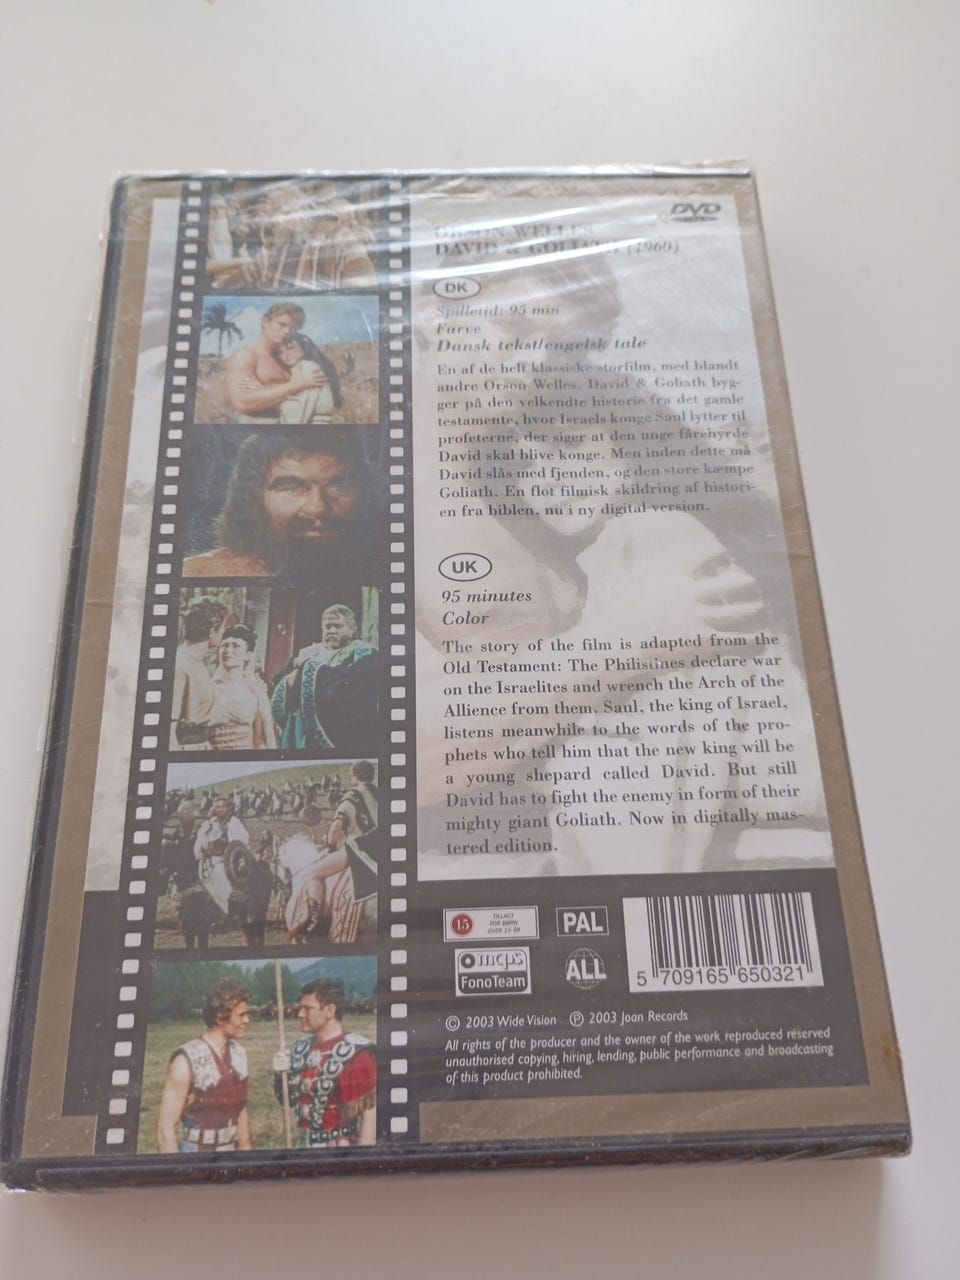 DVD
ORSON WELLES
DAVID & GOLIATH (1960)
DK
Spilletid: 95 min
Farve
Dansk tekst/engelsk tale
En af de helt klassiske storfilm, med blandt
andre Orson Welles. David & Goliath byg-
ger på den velkendte historie fra det gamle
testamente, hvor Israels konge Saul lytter til
profeterne, der siger at den unge fårehyrde
David skal blive konge. Men inden dette må
David slås med fjenden, og den store kæmpe
Goliath. En flot filmisk skildring af histori-
en fra biblen, nu i ny digital version.
UK
95 minutes
Color
The story of the film is adapted from the
Old Testament: The Philistines declare war
on the Israelites and wrench the Arch of the
Allience from them. Saul, the king of Israel,
listens meanwhile to the words of the pro-
phets who tell him that the new king will be
a young shepard called David. But still
David has to fight the enemy in form of their
mighty giant Goliath. Now in digitally mas-
tered edition.
15
TILLADT
FOR BØRN
OVER 15 ÅR
PAL
mcps
FonoTeam
ALL
5 709165 650321
© 2003 Wide Vision ℗ 2003 Joan Records
All rights of the producer and the owner of the work reproduced reserved
unauthorised copying, hiring, lending, public performance and broadcasting
of this product prohibited.